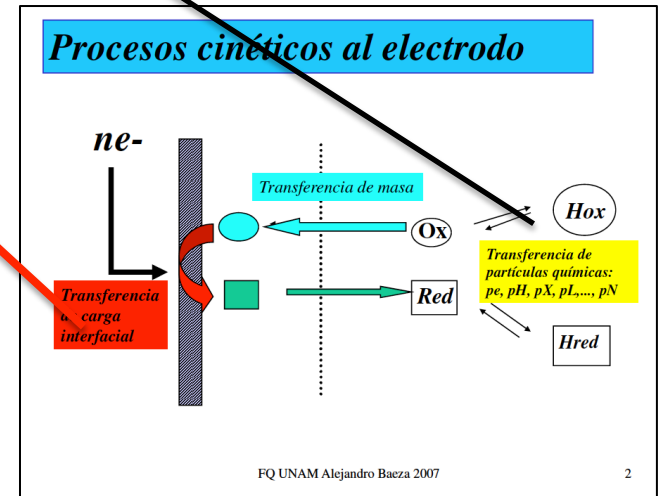 Procesos cinéticos al electrodo
ne-
Transferencia de masa
Ox
Hox
Transferencia de
partículas químicas:
pe, pH, pX, pL,..., pN
Transferencia
de carga
interfacial
Red
Hred
FQ UNAM Alejandro Baeza 2007
2